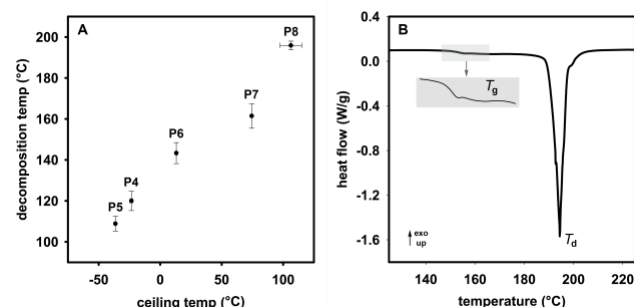 A
decomposition temp (°C)
200
180
160
140
120
100
P8
P7
P6
P4
P5
-50
0
50
100
ceiling temp (°C)
B
heat flow (W/g)
0.4
0.0
-0.4
-0.8
-1.2
-1.6
Tg
exo
up
Td
140
160
180
200
220
temperature (°C)